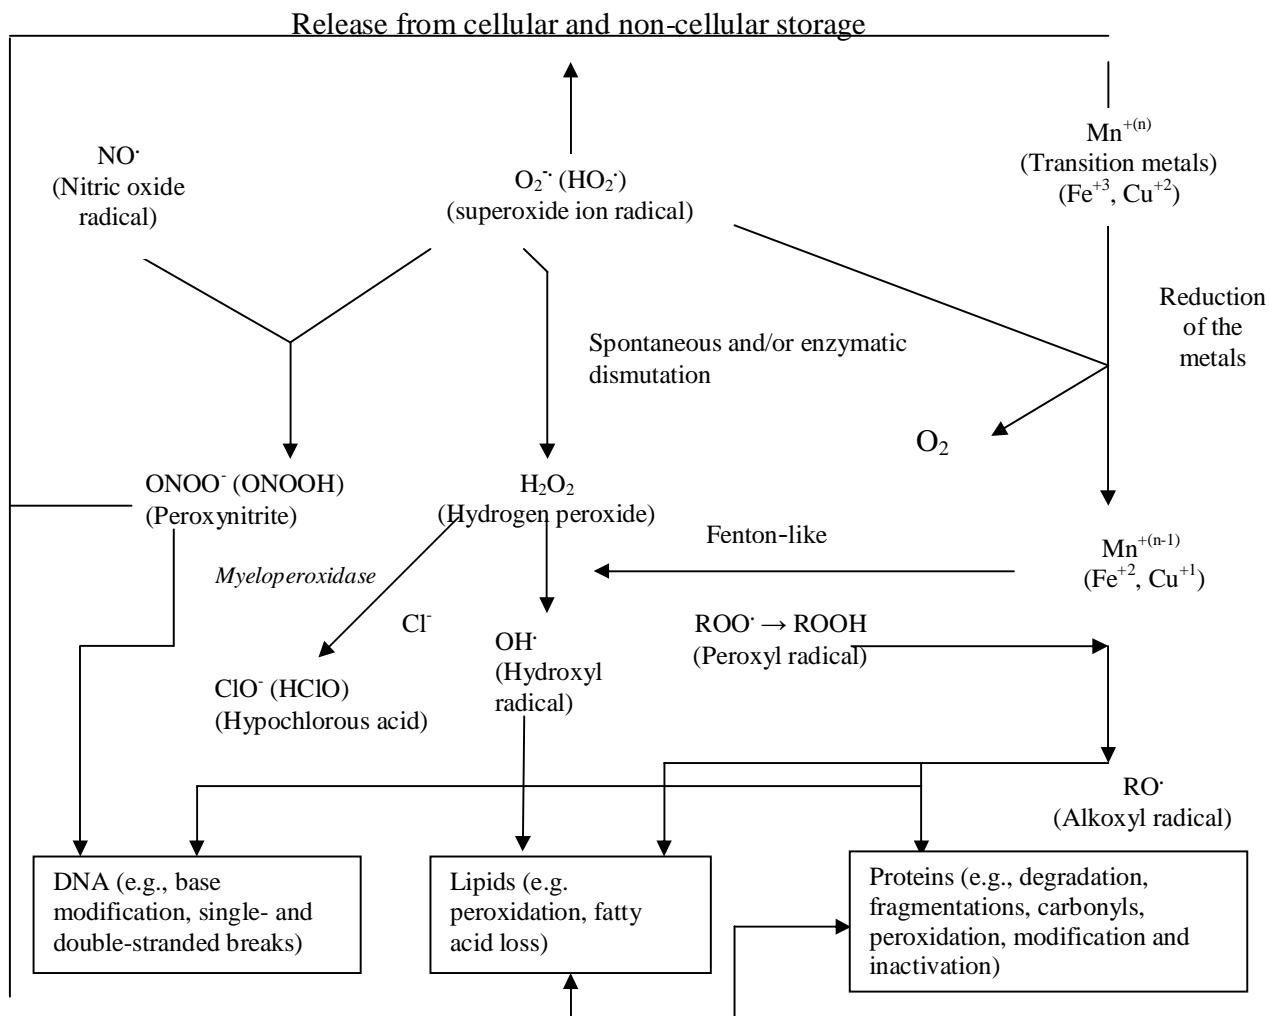 Release from cellular and non-cellular storage
NO·
(Nitric oxide
radical)
O₂⁻· (HO₂·)
(superoxide ion radical)
Mn⁺⁽ⁿ⁾
(Transition metals)
(Fe⁺³, Cu⁺²)
Reduction
of the
metals
Spontaneous and/or enzymatic
dismutation
O₂
ONOO⁻ (ONOOH)
(Peroxynitrite)
H₂O₂
(Hydrogen peroxide)
Fenton-like
Mn⁺⁽ⁿ⁻¹⁾
(Fe⁺², Cu⁺¹)
Myeloperoxidase
Cl⁻
OH·
(Hydroxyl
radical)
ROO· → ROOH
(Peroxyl radical)
ClO⁻ (HClO)
(Hypochlorous acid)
RO·
(Alkoxyl radical)
DNA (e.g., base
modification, single- and
double-stranded breaks)
Lipids (e.g.
peroxidation, fatty
acid loss)
Proteins (e.g., degradation,
fragmentations, carbonyls,
peroxidation, modification and
inactivation)